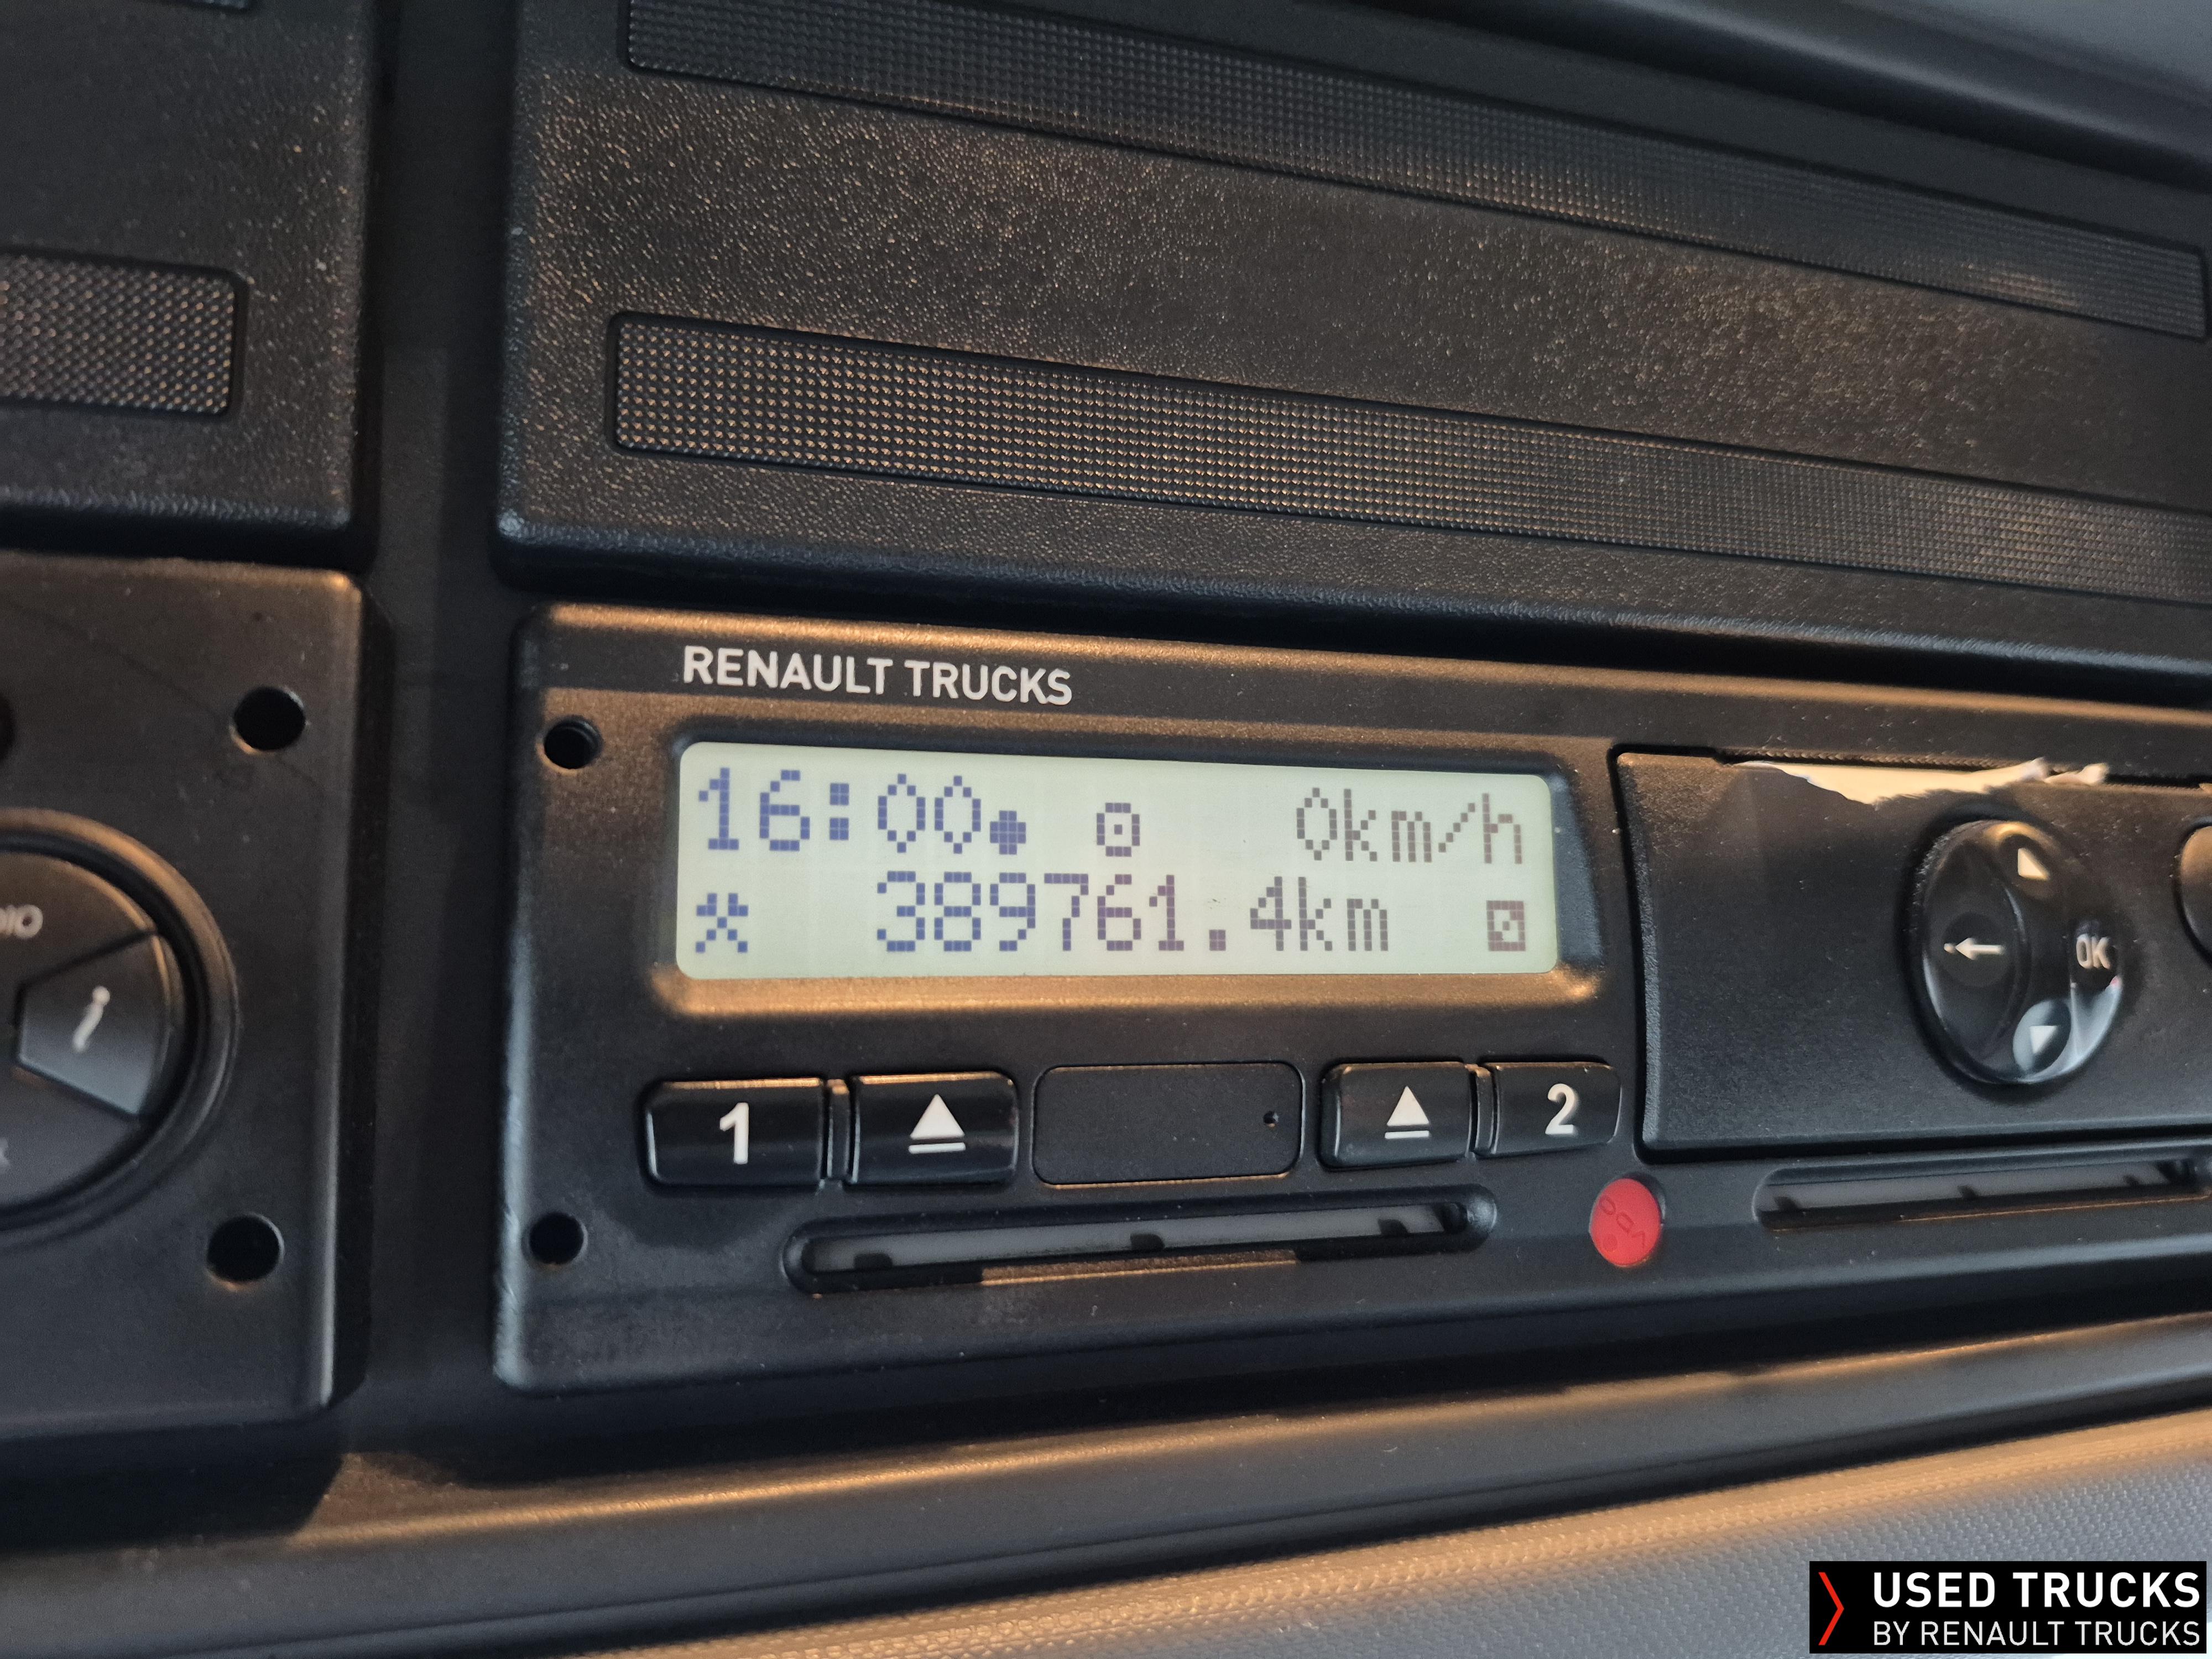 RENAULT TRUCKS
16:00 0km/h
389761.4km
1 2
OK
i
USED TRUCKS
BY RENAULT TRUCKS